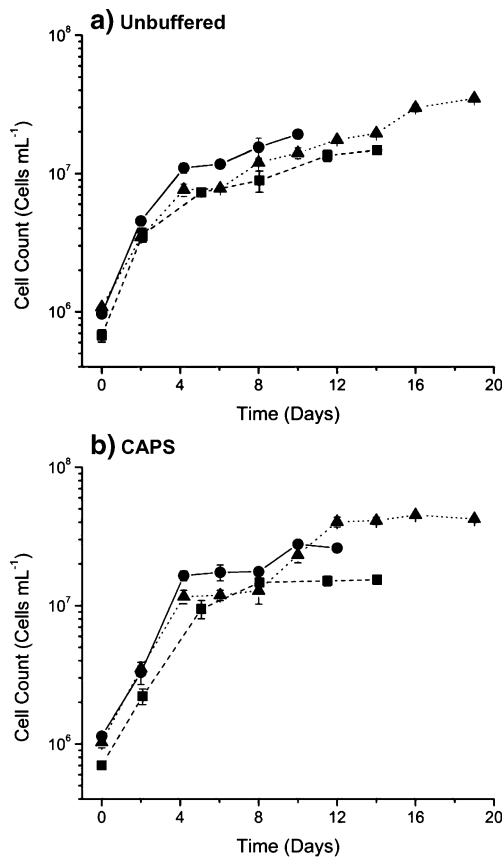 a) Unbuffered
10⁸
10⁷
10⁶
Cell Count (Cells mL⁻¹)
0 4 8 12 16 20
Time (Days)
b) CAPS
10⁸
10⁷
10⁶
Cell Count (Cells mL⁻¹)
0 4 8 12 16 20
Time (Days)